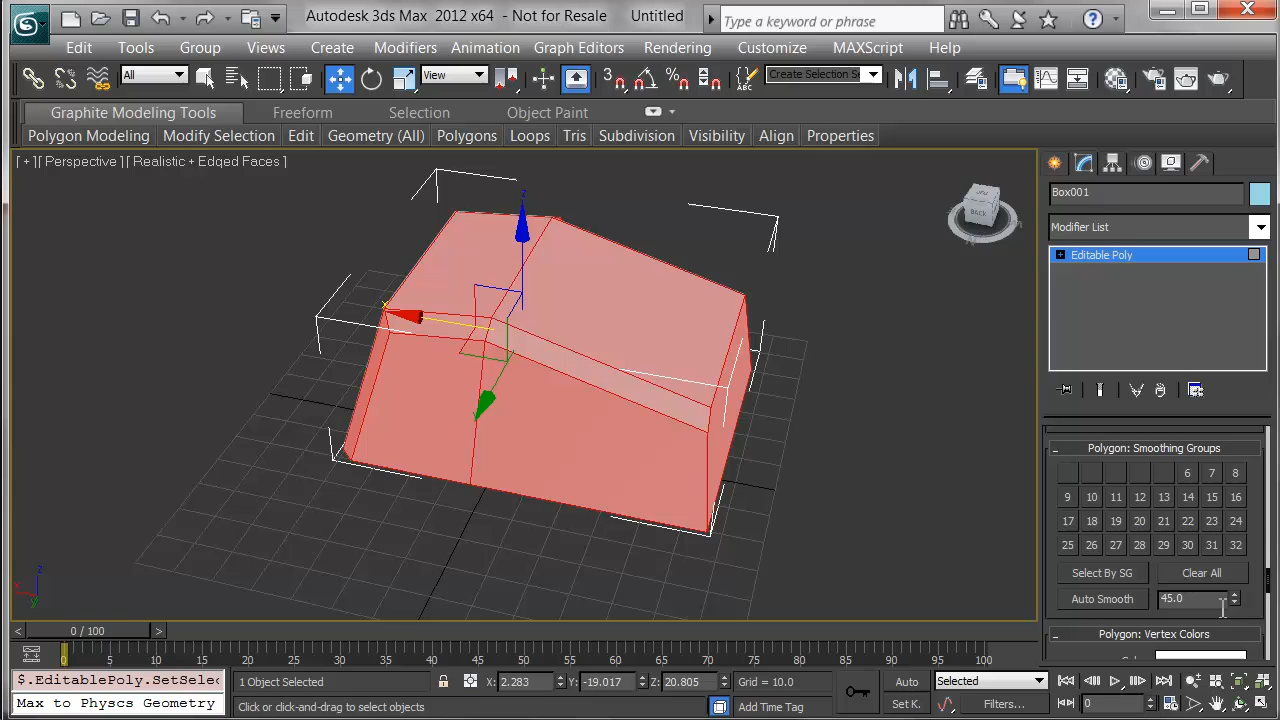 Autodesk 3ds Max 2012 x64 - Not for Resale Untitled
Type a keyword or phrase
Edit Tools Group Views Create Modifiers Animation Graph Editors Rendering Customize MAXScript Help
All View Create Selection Se
Graphite Modeling Tools Freeform Selection Object Paint
Polygon Modeling Modify Selection Edit Geometry (All) Polygons Loops Tris Subdivision Visibility Align Properties
[ + ][ Perspective ][ Realistic + Edged Faces ]
z
x
BACK
x
z
y
Box001
Modifier List
Editable Poly
Polygon: Smoothing Groups
6 7 8
9 10 11 12 13 14 15 16
17 18 19 20 21 22 23 24
25 26 27 28 29 30 31 32
Select By SG Clear All
Auto Smooth 45.0
Polygon: Vertex Colors
< 0 / 100 >
0 5 10 15 20 25 30 35 40 45 50 55 60 65 70 75 80 85 90 95 100
$.EditablePoly.SetSelec
Max to Physcs Geometry
1 Object Selected X: 2.283 Y: -19.017 Z: 20.805 Grid = 10.0
Click or click-and-drag to select objects Add Time Tag
Auto Selected
Set K. Filters... 0